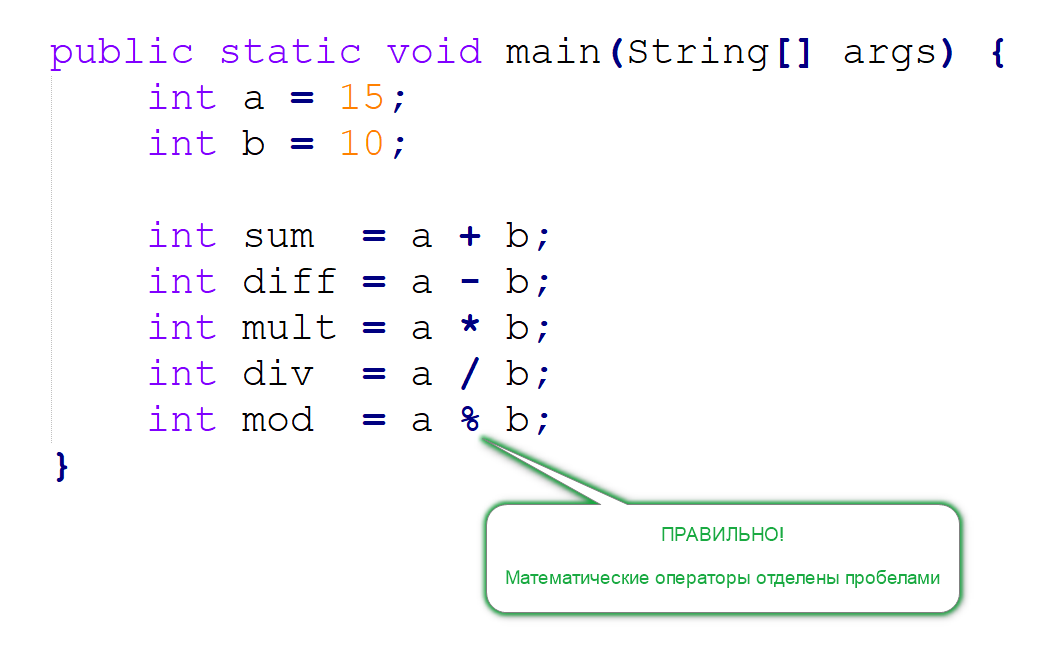 public static void main(String[] args) {
    int a = 15;
    int b = 10;

    int sum  = a + b;
    int diff = a - b;
    int mult = a * b;
    int div  = a / b;
    int mod  = a % b;
}
ПРАВИЛЬНО!
Математические операторы отделены пробелами